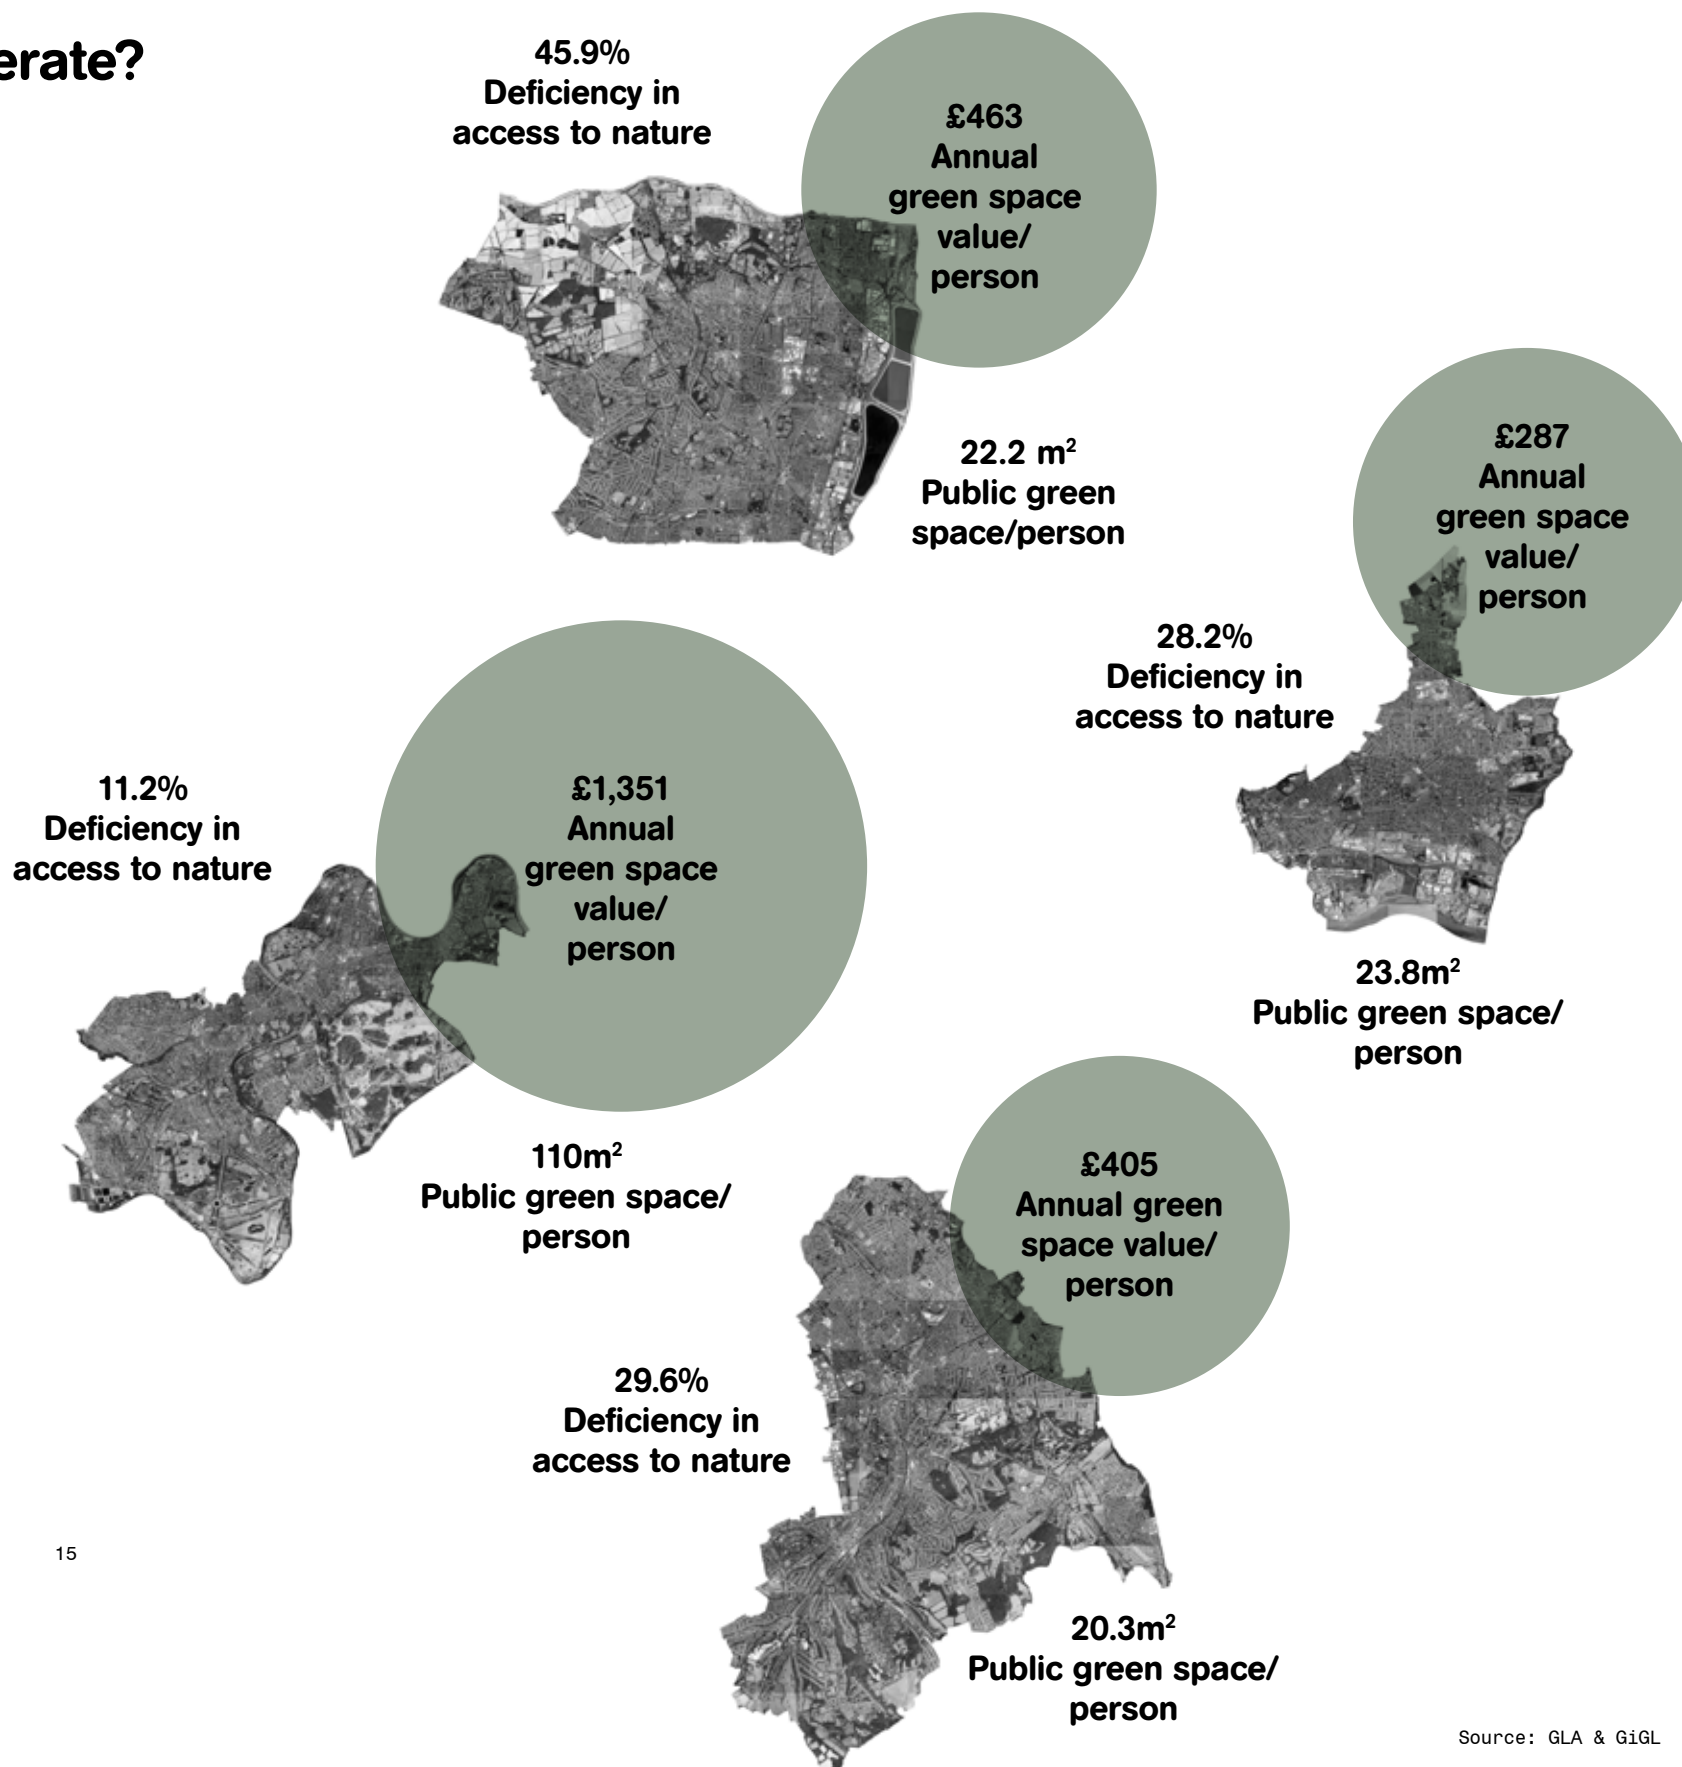 erate?
45.9%
Deficiency in
access to nature
£463
Annual
green space
value/
person
22.2 m²
Public green
space/person
£287
Annual
green space
value/
person
28.2%
Deficiency in
access to nature
23.8m²
Public green space/
person
11.2%
Deficiency in
access to nature
£1,351
Annual
green space
value/
person
110m²
Public green space/
person
£405
Annual green
space value/
person
29.6%
Deficiency in
access to nature
20.3m²
Public green space/
person
15
Source: GLA & GiGL